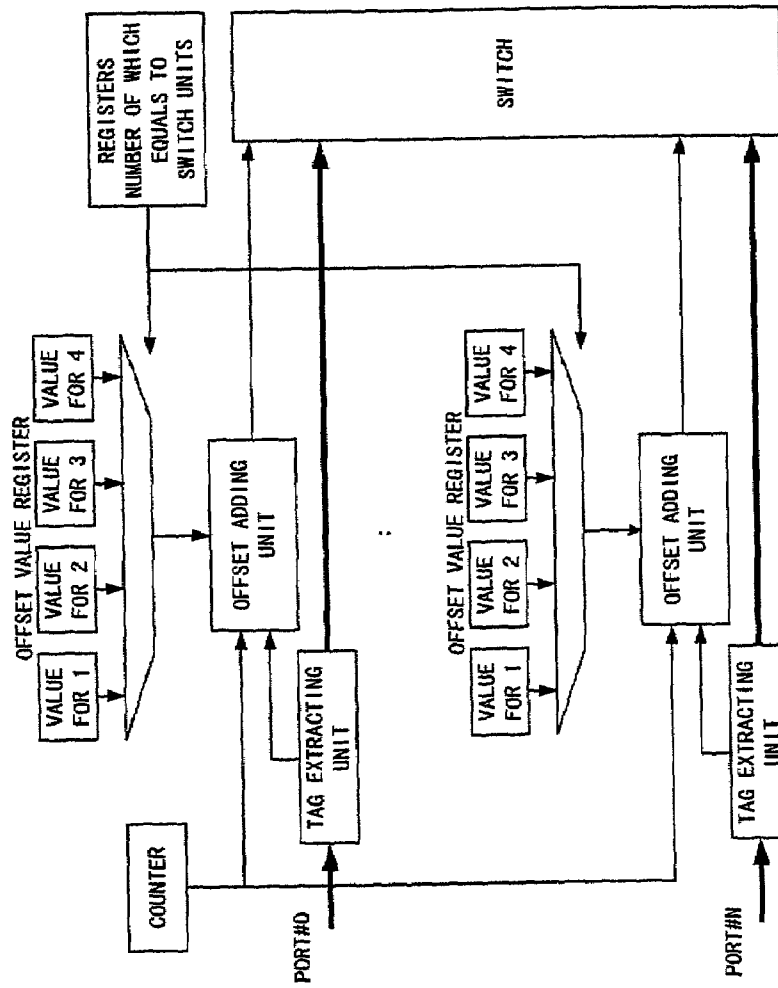 REGISTERS
NUMBER OF WHICH
EQUALS TO
SWITCH UNITS
OFFSET VALUE REGISTER
VALUE
FOR 1
VALUE
FOR 2
VALUE
FOR 3
VALUE
FOR 4
COUNTER
OFFSET ADDING
UNIT
TAG EXTRACTING
UNIT
PORT#0
SWITCH
OFFSET VALUE REGISTER
VALUE
FOR 1
VALUE
FOR 2
VALUE
FOR 3
VALUE
FOR 4
OFFSET ADDING
UNIT
TAG EXTRACTING
UNIT
PORT#N